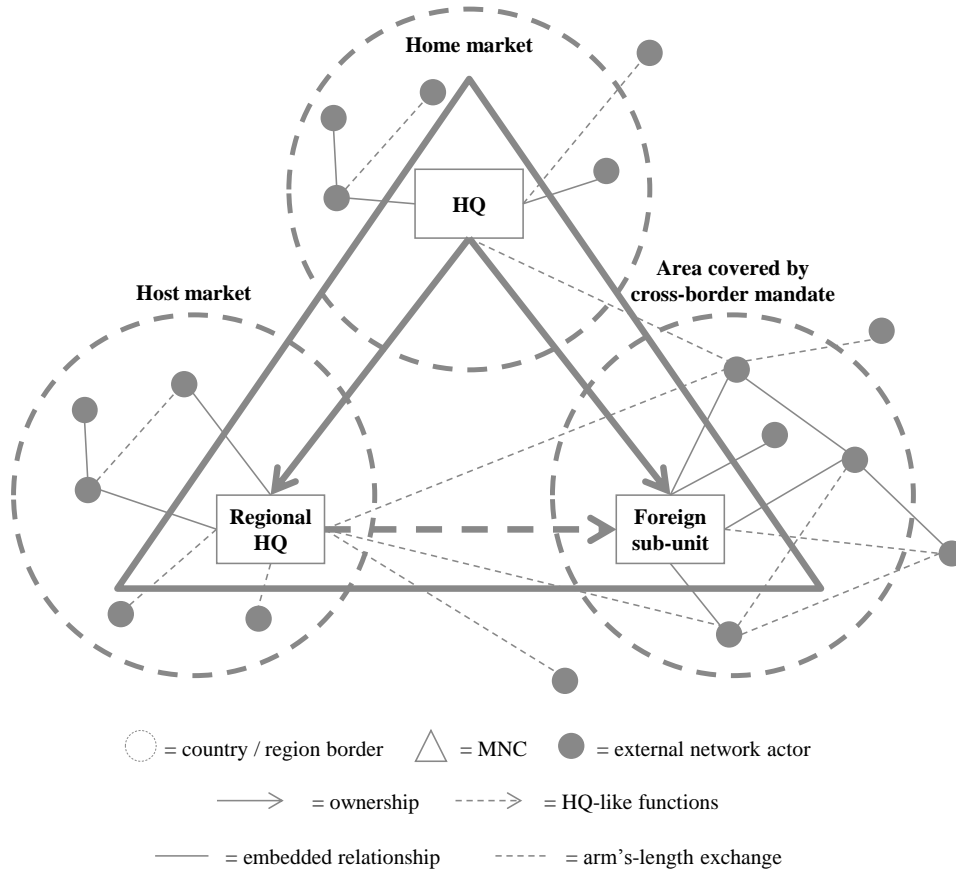 Home market
HQ
Area covered by
cross-border mandate
Host market
Regional
HQ
Foreign
sub-unit
= country / region border
= MNC
= external network actor
= ownership
= HQ-like functions
= embedded relationship
= arm's-length exchange